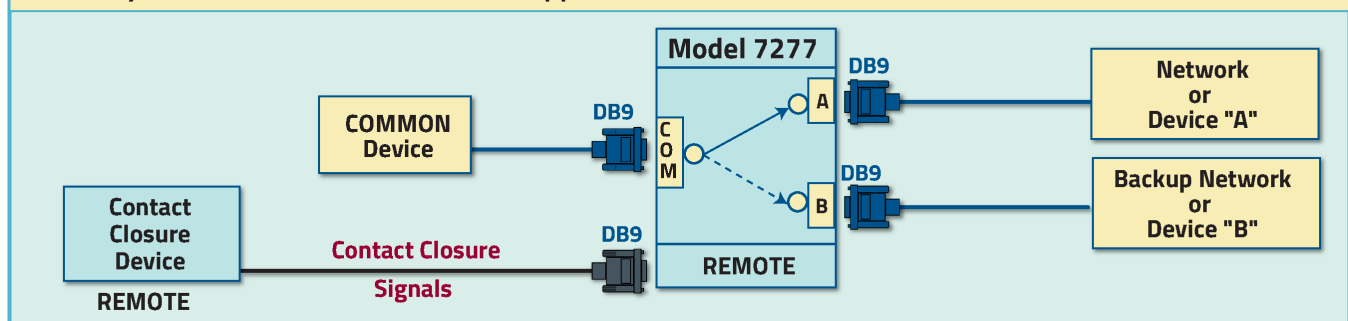 Model 7277
DB9
Network
or
Device "A"
A
DB9
COMMON
Device
COM
DB9
Backup Network
or
Device "B"
B
Contact
Closure
Device
DB9
Contact Closure
Signals
REMOTE
REMOTE